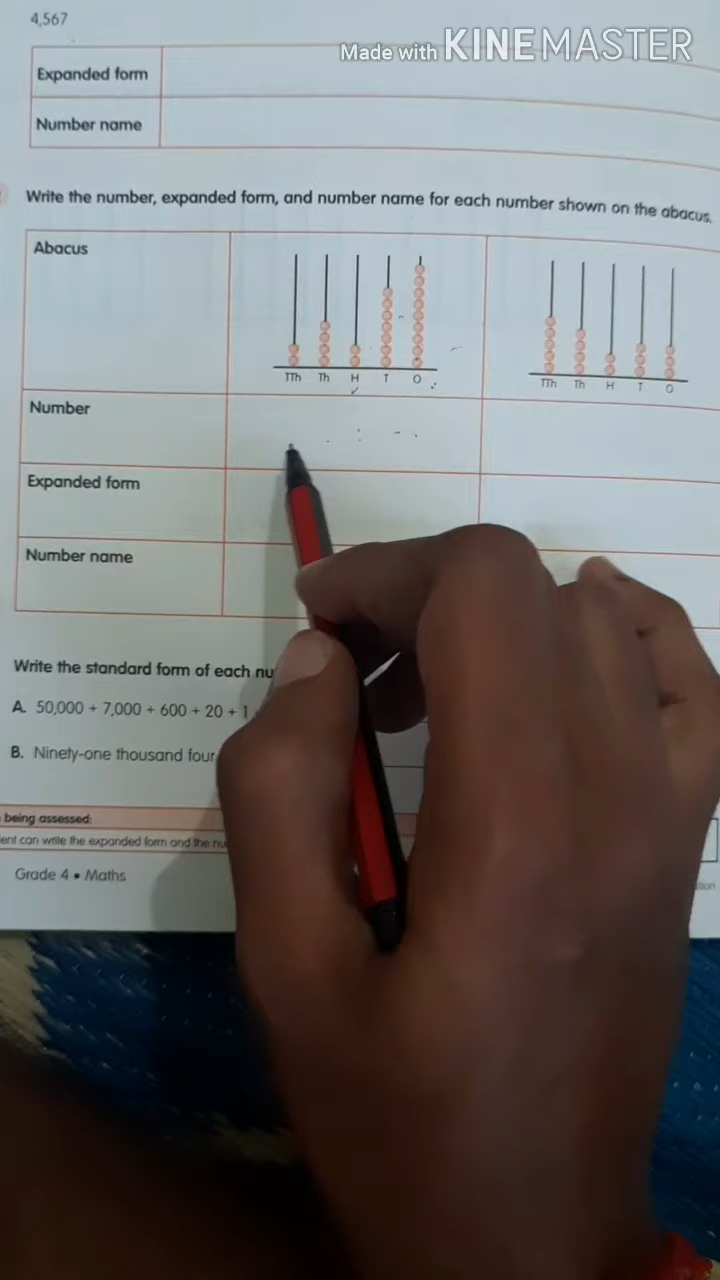 4,567
Made with KINEMASTER
Expanded form
Number name
Write the number, expanded form, and number name for each number shown on the abacus.
Abacus
TTh Th H T O
TTh Th H T O
Number
Expanded form
Number name
Write the standard form of each
A. 50,000 + 7,000 + 600 + 20 + 1
B. Ninety-one thousand four
being assessed:
can write the expanded form and the
Grade 4 • Maths